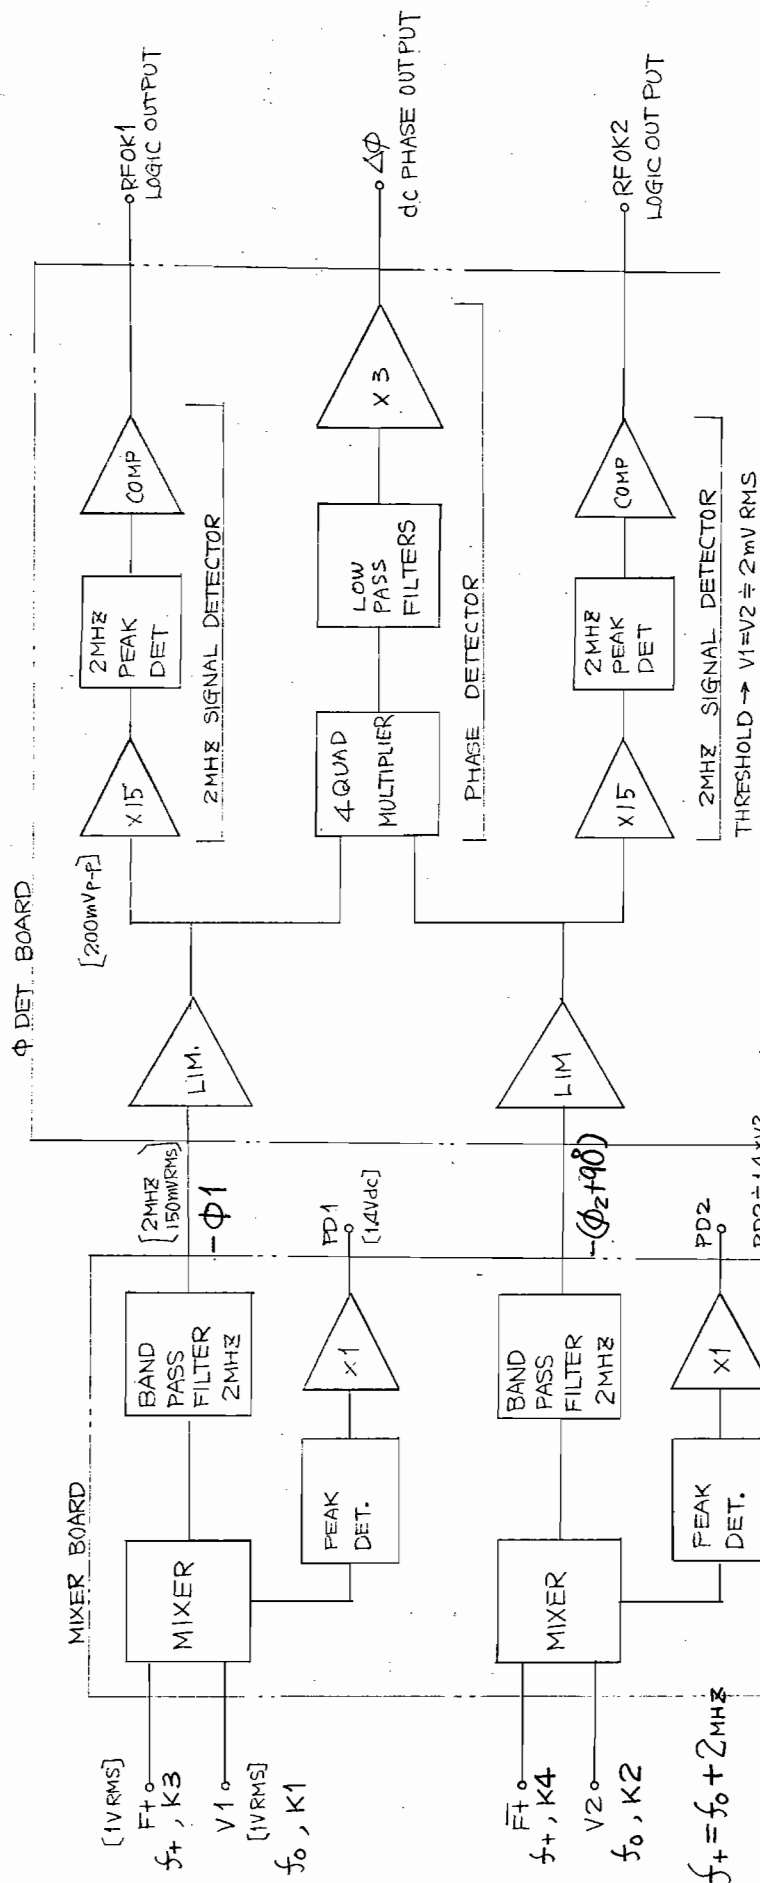 Φ DET BOARD
MIXER BOARD
[1V RMS]
F+
f+, K3
V1
[1V RMS]
f₀, K1
MIXER
BAND
PASS
FILTER
2MHZ
PEAK
DET.
X1
PD1
[1.4Vdc]
[2MHZ
150mVRMS]
-Φ1
LIM.
[200mVp-p]
X15
2MHZ
PEAK
DET.
COMP
2MHZ SIGNAL DETECTOR
RFOK1
LOGIC OUTPUT
4 QUAD
MULTIPLIER
LOW
PASS
FILTERS
X3
PHASE DETECTOR
ΔΦ
dc PHASE OUTPUT
F̅+
f+, K4
V2
f₀, K2
MIXER
BAND
PASS
FILTER
2MHZ
PEAK
DET.
X1
PD2
-(Φ₂+90°)
LIM
X15
2MHZ
PEAK
DET
COMP
2MHZ SIGNAL DETECTOR
THRESHOLD → V1=V2 ≑ 2mV RMS
RFOK2
LOGIC OUTPUT
f+ = f₀ + 2MHZ